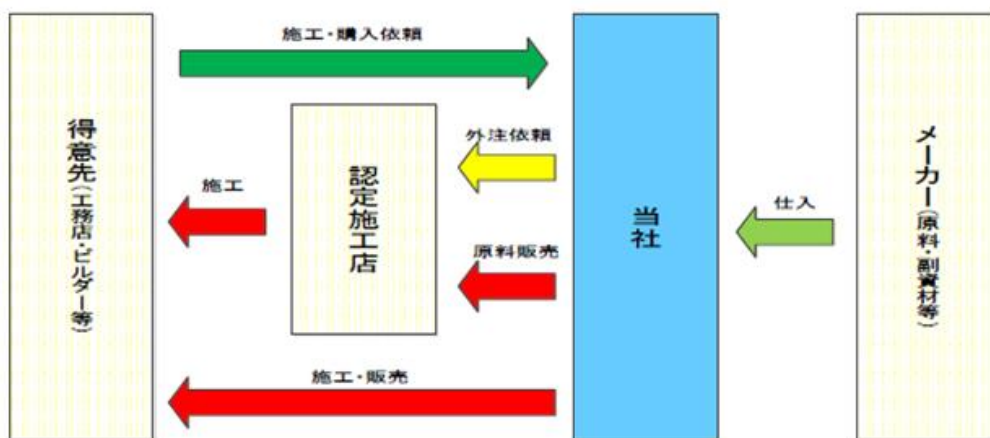 施工・購入依頼
得意先(工務店・ビルダー等)
施工
認定施工店
外注依頼
原料販売
施工・販売
当社
仕入
メーカー(原料・副資材等)